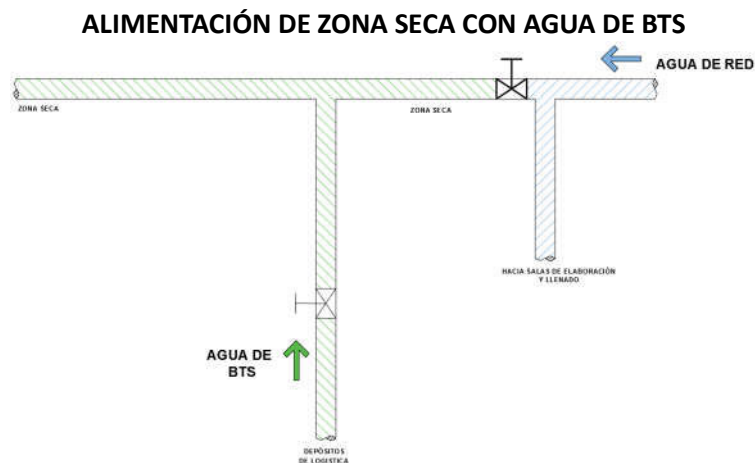 ALIMENTACIÓN DE ZONA SECA CON AGUA DE BTS
AGUA DE RED
ZONA SECA
ZONA SECA
HACIA SALAS DE ELABORACIÓN
Y LLENADO
AGUA DE
BTS
DEPÓSITOS
DE LOGISTICA